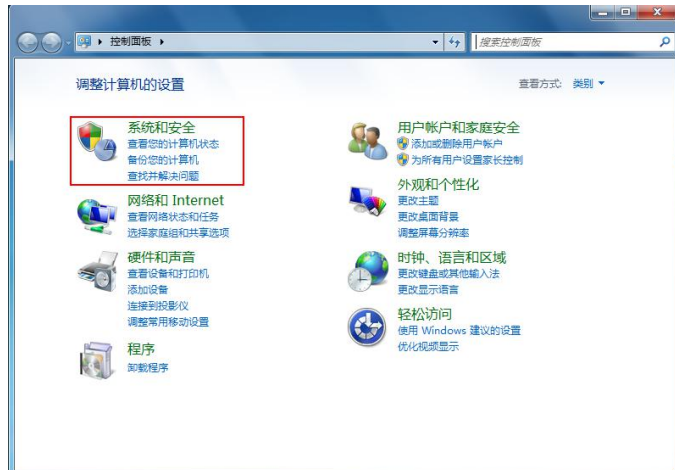 控制面板
搜索控制面板
调整计算机的设置
查看方式: 类别
系统和安全
查看您的计算机状态
备份您的计算机
查找并解决问题
网络和 Internet
查看网络状态和任务
选择家庭组和共享选项
硬件和声音
查看设备和打印机
添加设备
连接到投影仪
调整常用移动设置
程序
卸载程序
用户帐户和家庭安全
添加或删除用户帐户
为所有用户设置家长控制
外观和个性化
更改主题
更改桌面背景
调整屏幕分辨率
时钟、语言和区域
更改键盘或其他输入法
更改显示语言
轻松访问
使用 Windows 建议的设置
优化视频显示